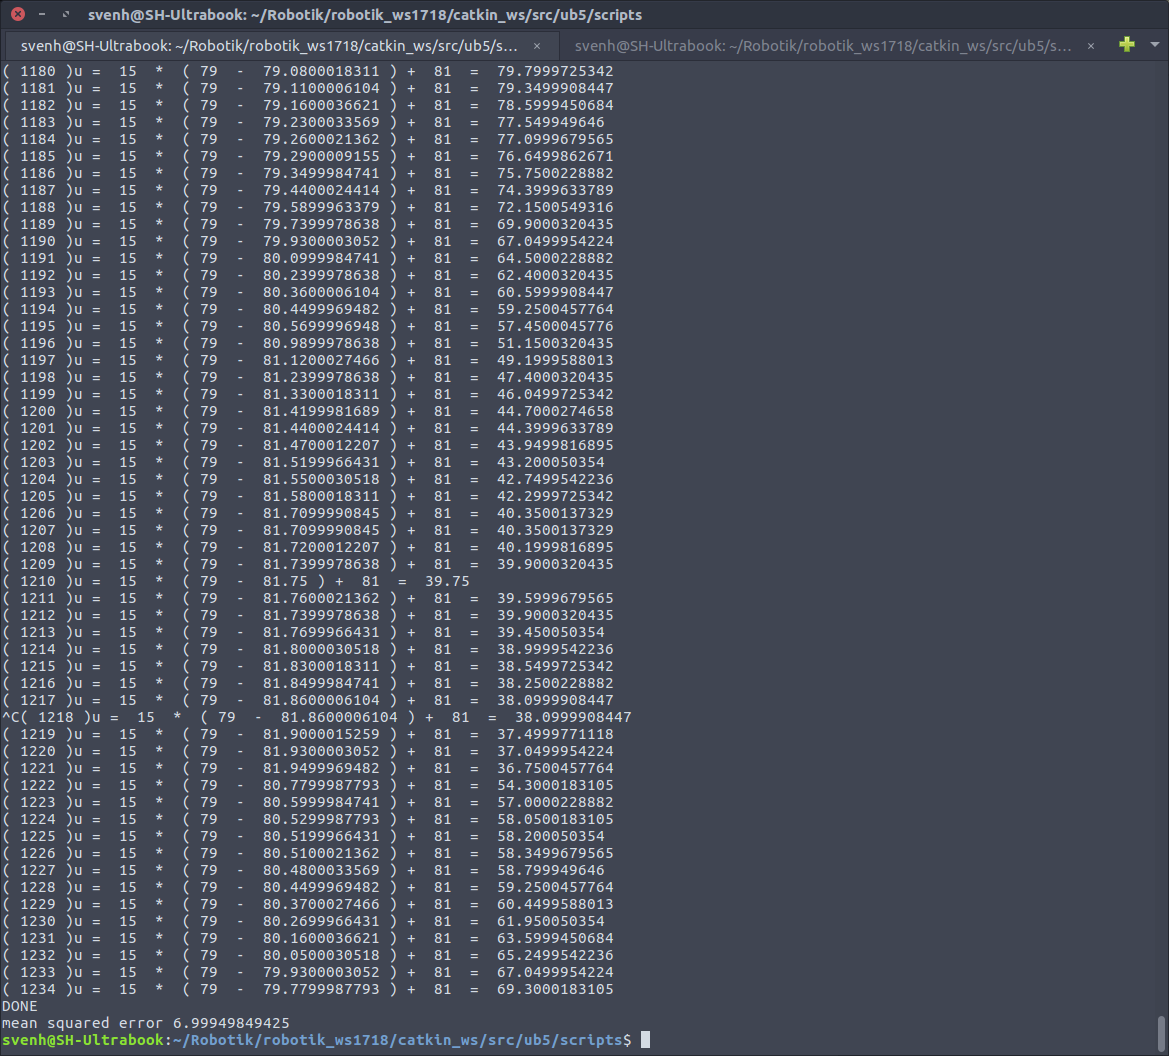 svenh@SH-Ultrabook: ~/Robotik/robotik_ws1718/catkin_ws/src/ub5/scripts
svenh@SH-Ultrabook: ~/Robotik/robotik_ws1718/catkin_ws/src/ub5/s... × svenh@SH-Ultrabook: ~/Robotik/robotik_ws1718/catkin_ws/src/ub5/s... ×
( 1180 )u =  15  *  ( 79  -  79.0800018311 ) +  81  =  79.7999725342
( 1181 )u =  15  *  ( 79  -  79.1100006104 ) +  81  =  79.3499908447
( 1182 )u =  15  *  ( 79  -  79.1600036621 ) +  81  =  78.5999450684
( 1183 )u =  15  *  ( 79  -  79.2300033569 ) +  81  =  77.549949646
( 1184 )u =  15  *  ( 79  -  79.2600021362 ) +  81  =  77.0999679565
( 1185 )u =  15  *  ( 79  -  79.2900009155 ) +  81  =  76.6499862671
( 1186 )u =  15  *  ( 79  -  79.3499984741 ) +  81  =  75.7500228882
( 1187 )u =  15  *  ( 79  -  79.4400024414 ) +  81  =  74.3999633789
( 1188 )u =  15  *  ( 79  -  79.5899963379 ) +  81  =  72.1500549316
( 1189 )u =  15  *  ( 79  -  79.7399978638 ) +  81  =  69.9000320435
( 1190 )u =  15  *  ( 79  -  79.9300003052 ) +  81  =  67.0499954224
( 1191 )u =  15  *  ( 79  -  80.0999984741 ) +  81  =  64.5000228882
( 1192 )u =  15  *  ( 79  -  80.2399978638 ) +  81  =  62.4000320435
( 1193 )u =  15  *  ( 79  -  80.3600006104 ) +  81  =  60.5999908447
( 1194 )u =  15  *  ( 79  -  80.4499969482 ) +  81  =  59.2500457764
( 1195 )u =  15  *  ( 79  -  80.5699996948 ) +  81  =  57.4500045776
( 1196 )u =  15  *  ( 79  -  80.9899978638 ) +  81  =  51.1500320435
( 1197 )u =  15  *  ( 79  -  81.1200027466 ) +  81  =  49.1999588013
( 1198 )u =  15  *  ( 79  -  81.2399978638 ) +  81  =  47.4000320435
( 1199 )u =  15  *  ( 79  -  81.3300018311 ) +  81  =  46.0499725342
( 1200 )u =  15  *  ( 79  -  81.4199981689 ) +  81  =  44.7000274658
( 1201 )u =  15  *  ( 79  -  81.4400024414 ) +  81  =  44.3999633789
( 1202 )u =  15  *  ( 79  -  81.4700012207 ) +  81  =  43.9499816895
( 1203 )u =  15  *  ( 79  -  81.5199966431 ) +  81  =  43.200050354
( 1204 )u =  15  *  ( 79  -  81.5500030518 ) +  81  =  42.7499542236
( 1205 )u =  15  *  ( 79  -  81.5800018311 ) +  81  =  42.2999725342
( 1206 )u =  15  *  ( 79  -  81.7099990845 ) +  81  =  40.3500137329
( 1207 )u =  15  *  ( 79  -  81.7099990845 ) +  81  =  40.3500137329
( 1208 )u =  15  *  ( 79  -  81.7200012207 ) +  81  =  40.1999816895
( 1209 )u =  15  *  ( 79  -  81.7399978638 ) +  81  =  39.9000320435
( 1210 )u =  15  *  ( 79  -  81.75 ) +  81  =  39.75
( 1211 )u =  15  *  ( 79  -  81.7600021362 ) +  81  =  39.5999679565
( 1212 )u =  15  *  ( 79  -  81.7399978638 ) +  81  =  39.9000320435
( 1213 )u =  15  *  ( 79  -  81.7699966431 ) +  81  =  39.450050354
( 1214 )u =  15  *  ( 79  -  81.8000030518 ) +  81  =  38.9999542236
( 1215 )u =  15  *  ( 79  -  81.8300018311 ) +  81  =  38.5499725342
( 1216 )u =  15  *  ( 79  -  81.8499984741 ) +  81  =  38.2500228882
( 1217 )u =  15  *  ( 79  -  81.8600006104 ) +  81  =  38.0999908447
^C( 1218 )u =  15  *  ( 79  -  81.8600006104 ) +  81  =  38.0999908447
( 1219 )u =  15  *  ( 79  -  81.9000015259 ) +  81  =  37.4999771118
( 1220 )u =  15  *  ( 79  -  81.9300003052 ) +  81  =  37.0499954224
( 1221 )u =  15  *  ( 79  -  81.9499969482 ) +  81  =  36.7500457764
( 1222 )u =  15  *  ( 79  -  80.7799987793 ) +  81  =  54.3000183105
( 1223 )u =  15  *  ( 79  -  80.5999984741 ) +  81  =  57.0000228882
( 1224 )u =  15  *  ( 79  -  80.5299987793 ) +  81  =  58.0500183105
( 1225 )u =  15  *  ( 79  -  80.5199966431 ) +  81  =  58.200050354
( 1226 )u =  15  *  ( 79  -  80.5100021362 ) +  81  =  58.3499679565
( 1227 )u =  15  *  ( 79  -  80.4800033569 ) +  81  =  58.799949646
( 1228 )u =  15  *  ( 79  -  80.4499969482 ) +  81  =  59.2500457764
( 1229 )u =  15  *  ( 79  -  80.3700027466 ) +  81  =  60.4499588013
( 1230 )u =  15  *  ( 79  -  80.2699966431 ) +  81  =  61.950050354
( 1231 )u =  15  *  ( 79  -  80.1600036621 ) +  81  =  63.5999450684
( 1232 )u =  15  *  ( 79  -  80.0500030518 ) +  81  =  65.2499542236
( 1233 )u =  15  *  ( 79  -  79.9300003052 ) +  81  =  67.0499954224
( 1234 )u =  15  *  ( 79  -  79.7799987793 ) +  81  =  69.3000183105
DONE
mean squared error 6.99949849425
svenh@SH-Ultrabook:~/Robotik/robotik_ws1718/catkin_ws/src/ub5/scripts$